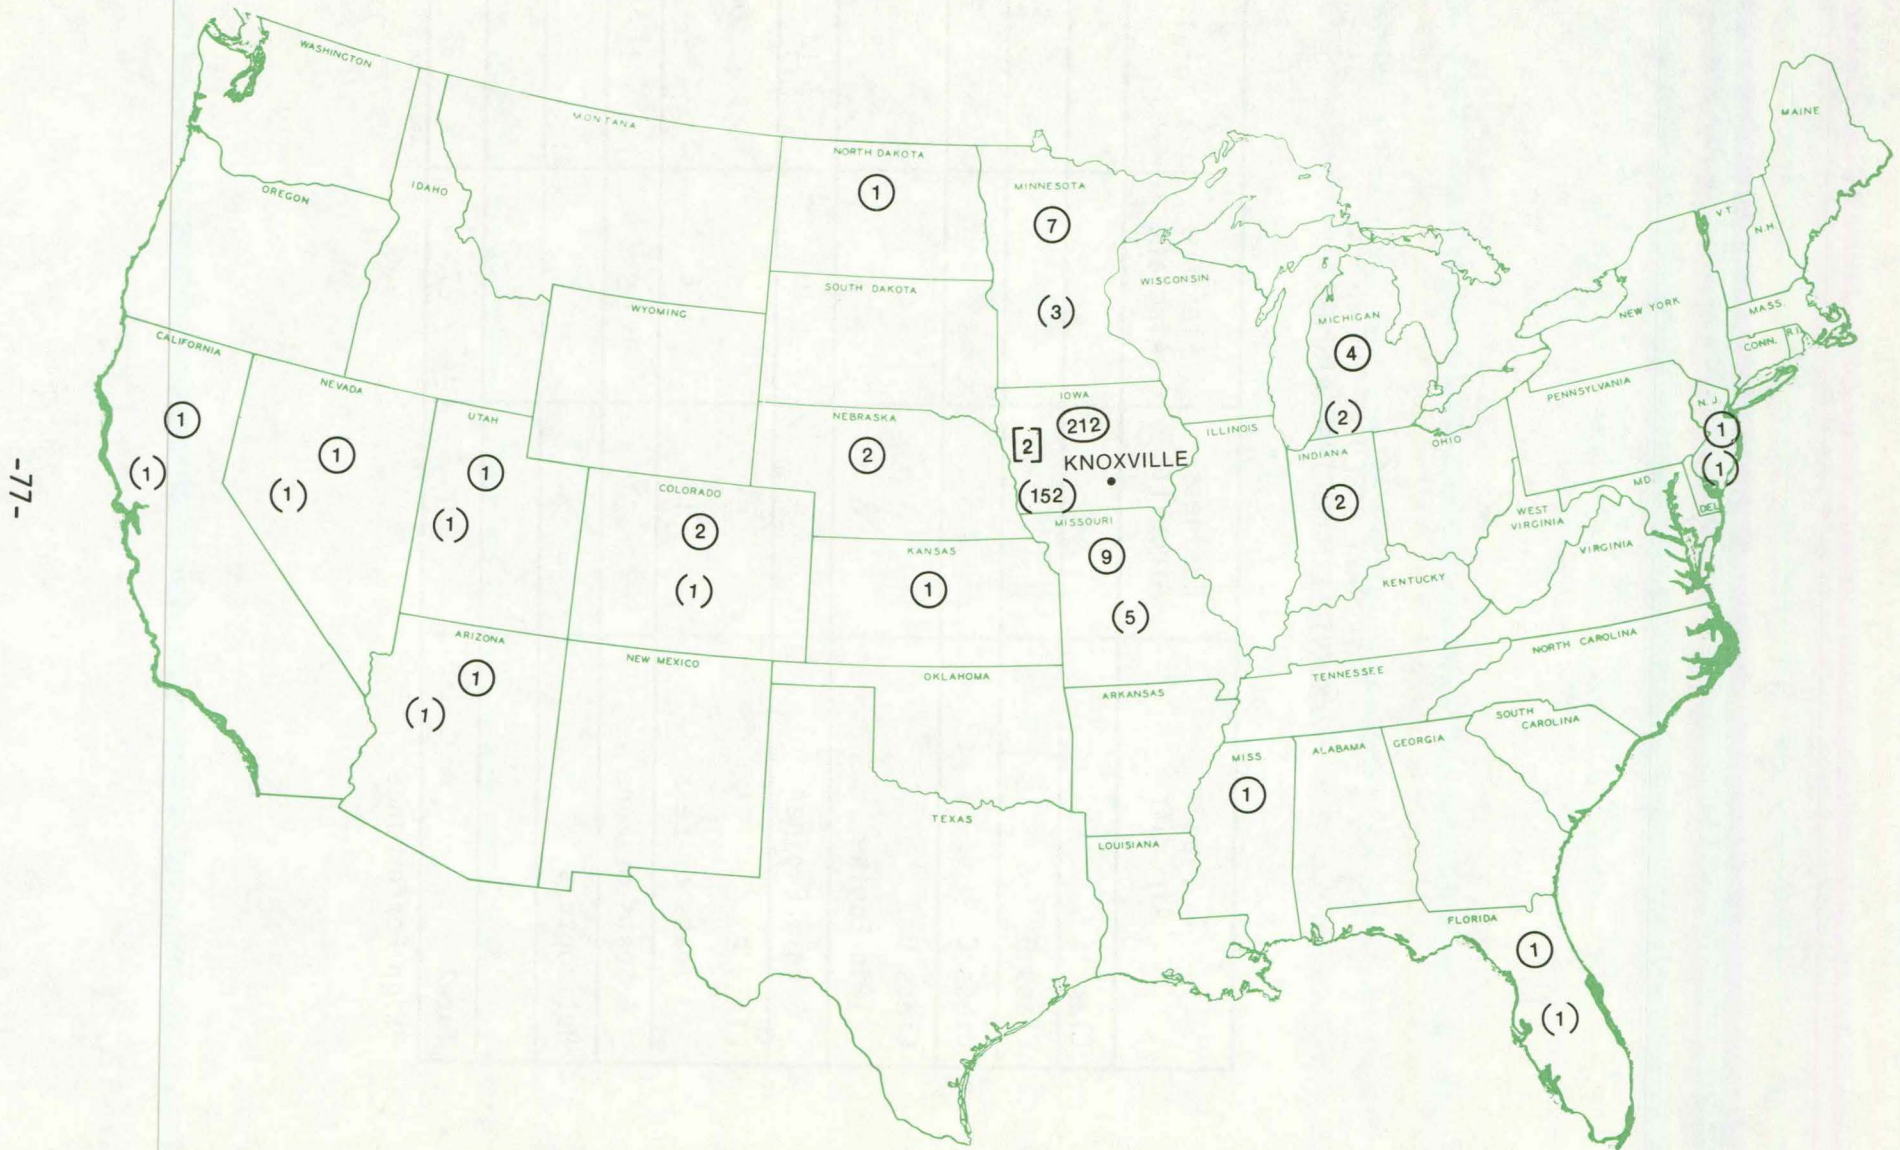 WASHINGTON
MONTANA
MAINE
NORTH DAKOTA
1
MINNESOTA
7
(3)
IDAHO
OREGON
V.T.
N.H.
SOUTH DAKOTA
WISCONSIN
WYOMING
MICHIGAN
4
(2)
NEW YORK
MASS.
CONN.
R.I.
CALIFORNIA
1
(1)
NEVADA
1
(1)
UTAH
1
(1)
NEBRASKA
2
IOWA
212
[2]
KNOXVILLE
(152)
ILLINOIS
INDIANA
2
OHIO
PENNSYLVANIA
N.J.
1
(1)
MD.
DEL.
-77-
COLORADO
2
(1)
KANSAS
1
MISSOURI
9
(5)
WEST
VIRGINIA
VIRGINIA
KENTUCKY
ARIZONA
1
(1)
NEW MEXICO
OKLAHOMA
ARKANSAS
TENNESSEE
NORTH CAROLINA
SOUTH
CAROLINA
TEXAS
LOUISIANA
MISS.
1
ALABAMA
GEORGIA
FLORIDA
1
(1)